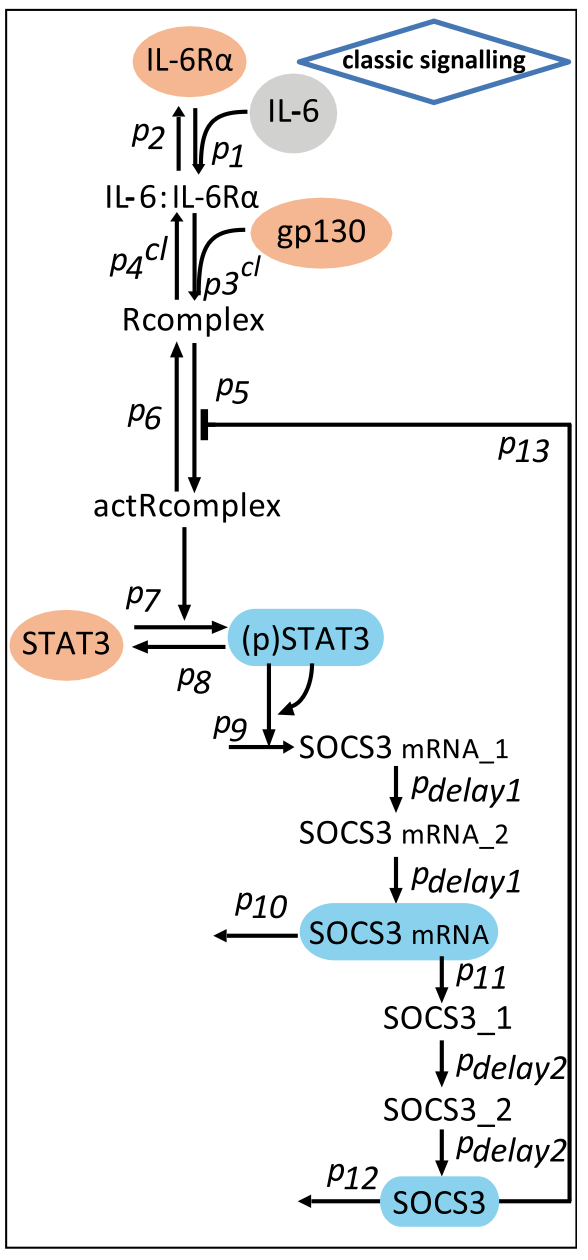 IL-6Rα
classic signalling
IL-6
p2
p1
IL-6:IL-6Rα
gp130
p4cl
p3cl
Rcomplex
p5
p6
p13
actRcomplex
p7
STAT3
(p)STAT3
p8
p9
SOCS3 mRNA_1
pdelay1
SOCS3 mRNA_2
pdelay1
p10
SOCS3 mRNA
p11
SOCS3_1
pdelay2
SOCS3_2
pdelay2
p12
SOCS3